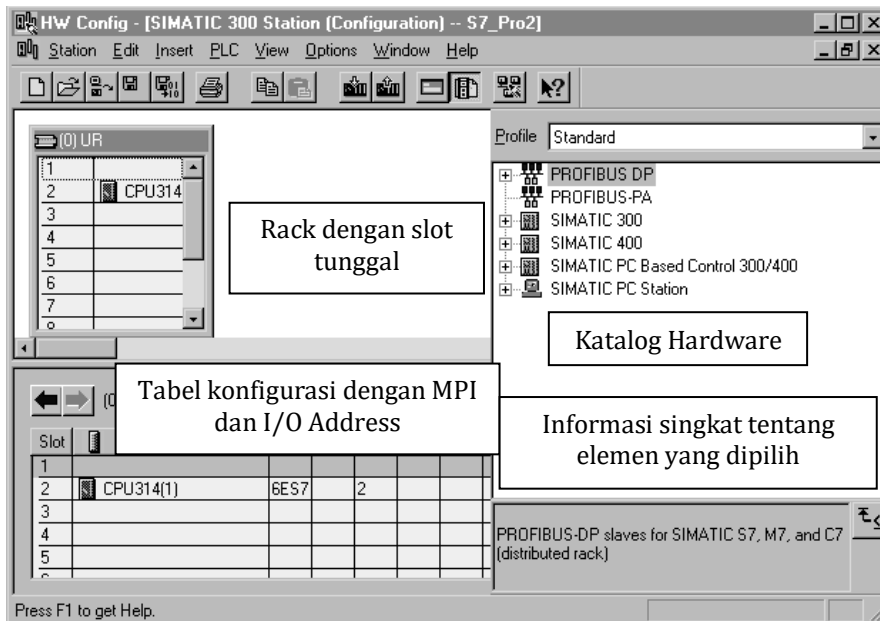 HW Config - [SIMATIC 300 Station (Configuration) -- S7_Pro2]
Station Edit Insert PLC View Options Window Help
(0) UR
1
2 CPU314
3
4
5
6
7
Rack dengan slot
tunggal
Profile Standard
PROFIBUS DP
PROFIBUS-PA
SIMATIC 300
SIMATIC 400
SIMATIC PC Based Control 300/400
SIMATIC PC Station
Katalog Hardware
Tabel konfigurasi dengan MPI
dan I/O Address
Informasi singkat tentang
elemen yang dipilih
Slot
1
2 CPU314(1) 6ES7 2
3
4
5
PROFIBUS-DP slaves for SIMATIC S7, M7, and C7
(distributed rack)
Press F1 to get Help.